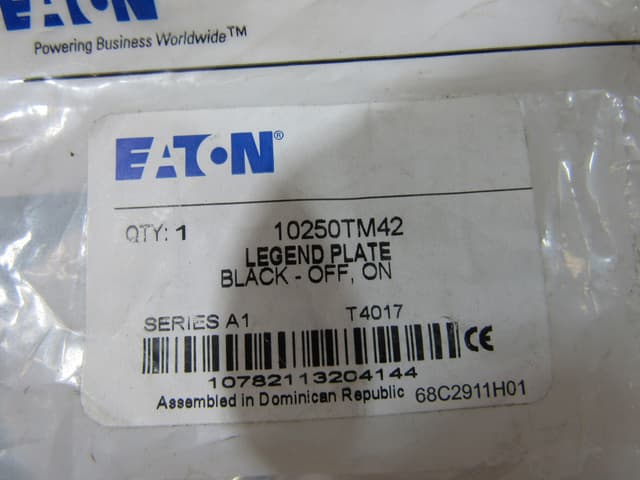 EATON
Powering Business Worldwide™
EATON®
QTY: 1 10250TM42
LEGEND PLATE
BLACK - OFF, ON
SERIES A1 T4017
CE
10782113204144
Assembled in Dominican Republic 68C2911H01